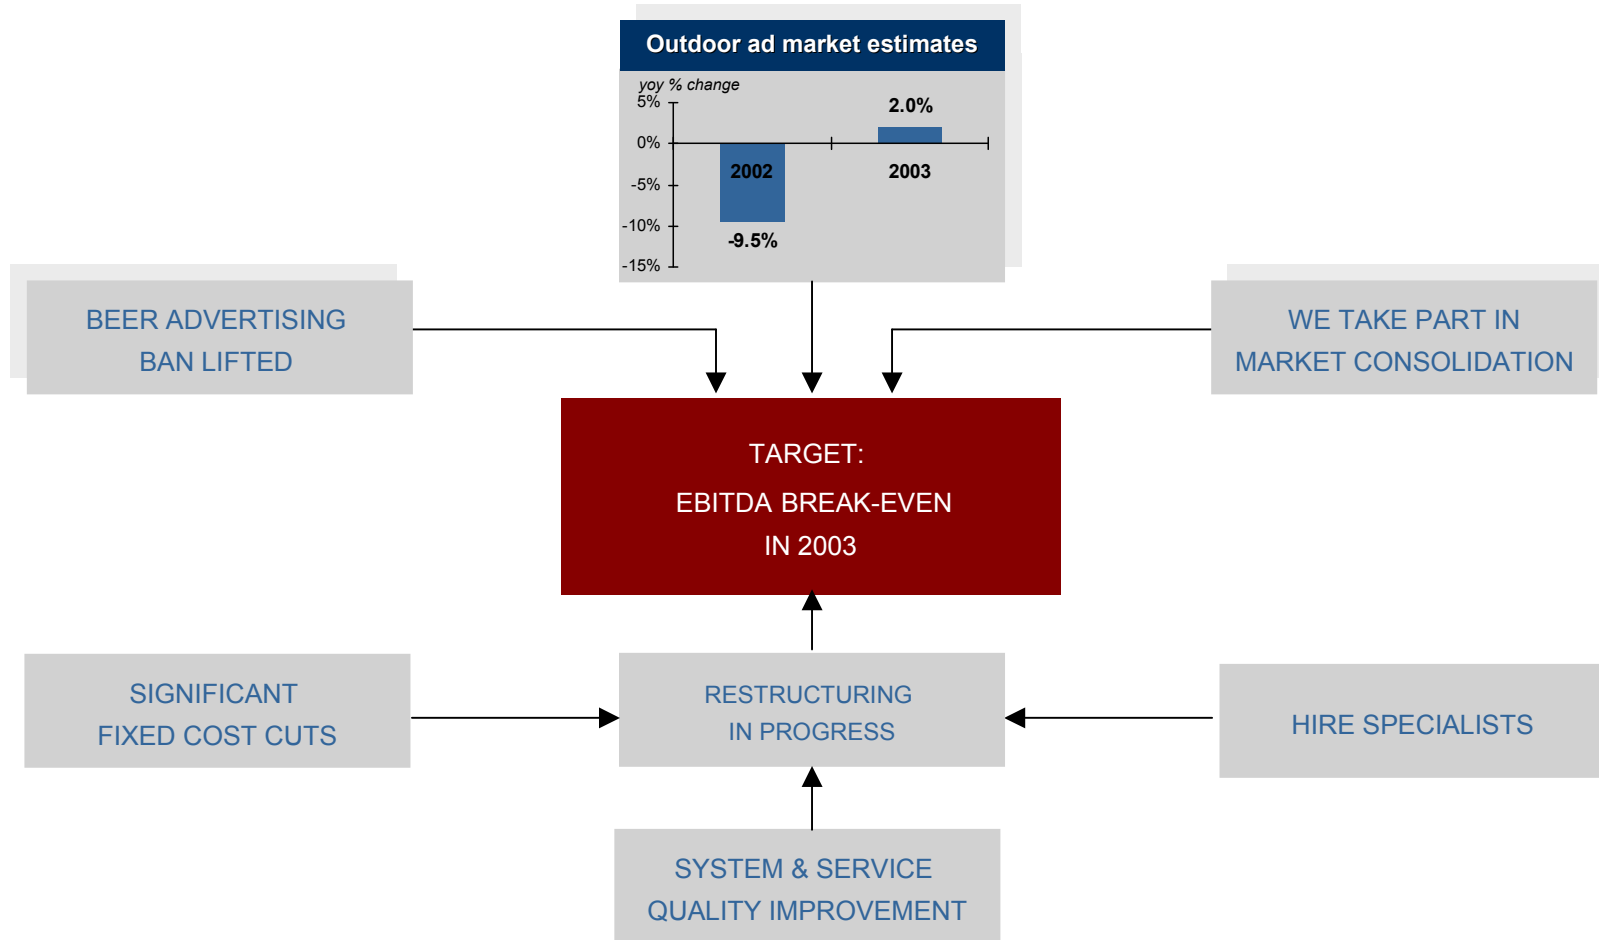 Outdoor ad market estimates
yoy % change
5%
0%
-5%
-10%
-15%
2.0%
2002
2003
-9.5%
BEER ADVERTISING
BAN LIFTED
WE TAKE PART IN
MARKET CONSOLIDATION
TARGET:
EBITDA BREAK-EVEN
IN 2003
SIGNIFICANT
FIXED COST CUTS
RESTRUCTURING
IN PROGRESS
HIRE SPECIALISTS
SYSTEM & SERVICE
QUALITY IMPROVEMENT